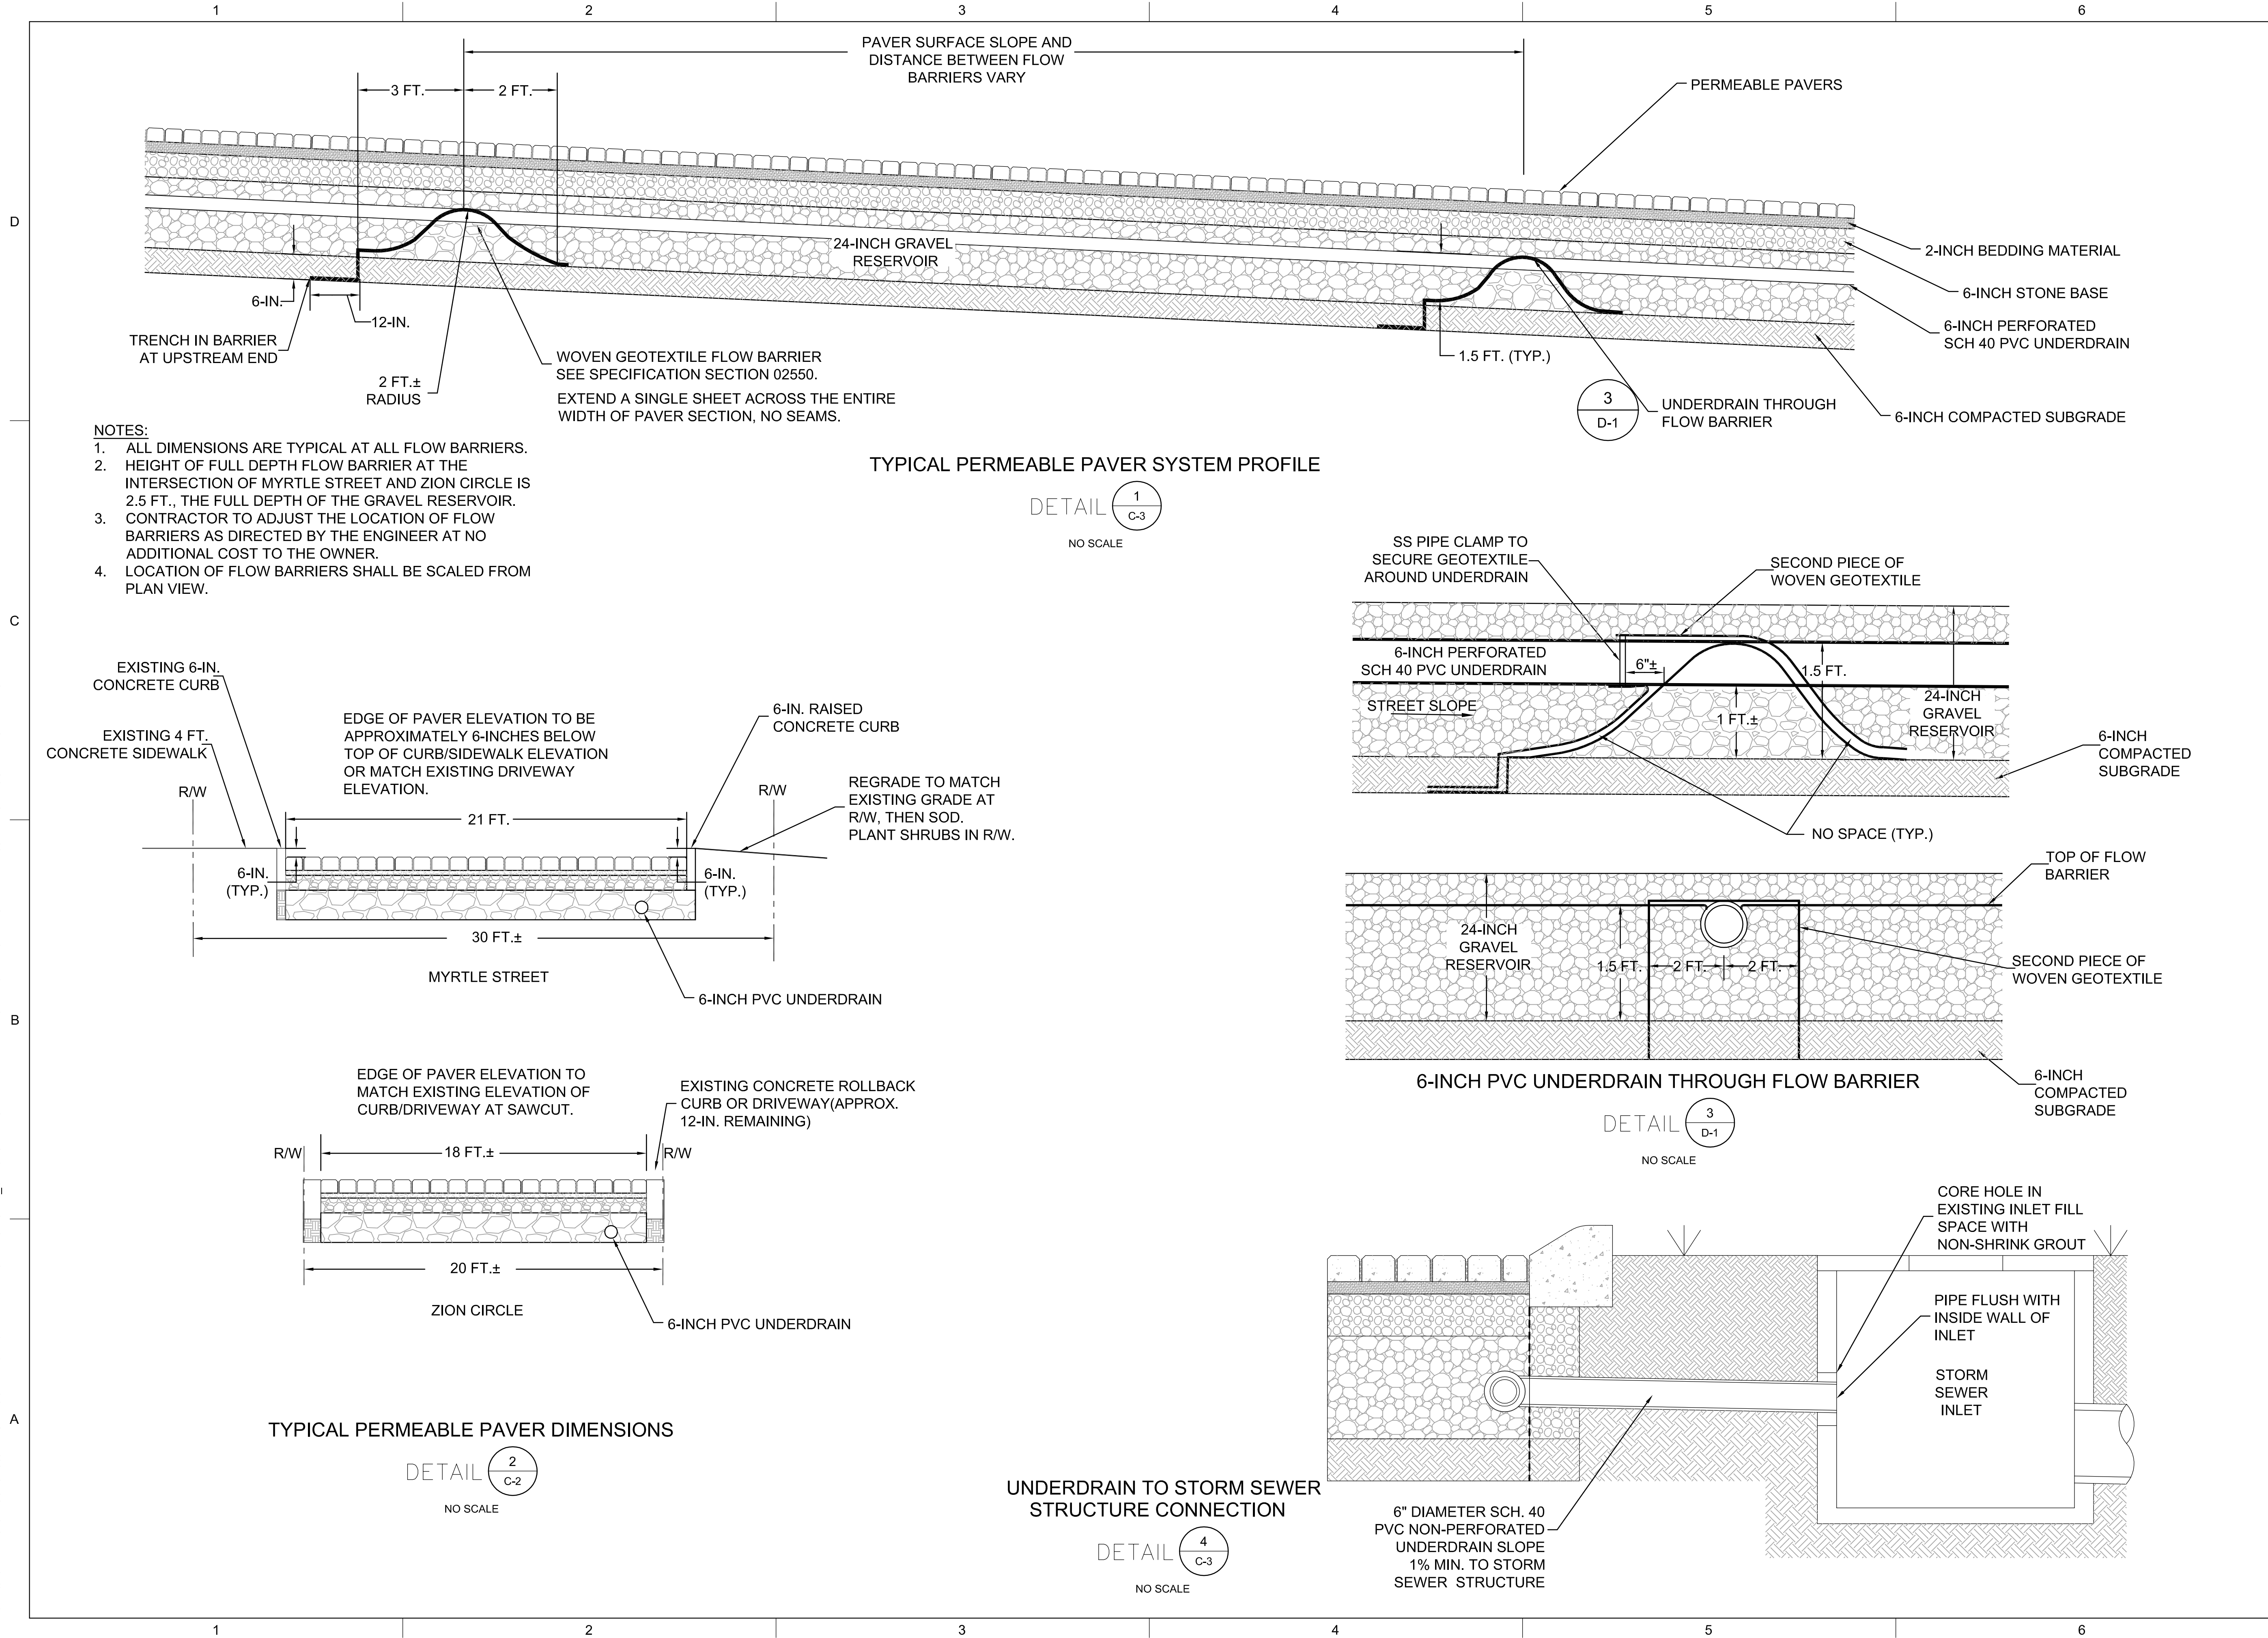 1 2 3 4 5 6
PAVER SURFACE SLOPE AND
DISTANCE BETWEEN FLOW
BARRIERS VARY
3 FT.
2 FT.
PERMEABLE PAVERS
D
24-INCH GRAVEL
RESERVOIR
2-INCH BEDDING MATERIAL
6-INCH STONE BASE
6-INCH PERFORATED
SCH 40 PVC UNDERDRAIN
6-INCH COMPACTED SUBGRADE
6-IN.
12-IN.
TRENCH IN BARRIER
AT UPSTREAM END
2 FT.±
RADIUS
WOVEN GEOTEXTILE FLOW BARRIER
SEE SPECIFICATION SECTION 02550.
EXTEND A SINGLE SHEET ACROSS THE ENTIRE
WIDTH OF PAVER SECTION, NO SEAMS.
1.5 FT. (TYP.)
3
D-1
UNDERDRAIN THROUGH
FLOW BARRIER
NOTES:
1. ALL DIMENSIONS ARE TYPICAL AT ALL FLOW BARRIERS.
2. HEIGHT OF FULL DEPTH FLOW BARRIER AT THE
INTERSECTION OF MYRTLE STREET AND ZION CIRCLE IS
2.5 FT., THE FULL DEPTH OF THE GRAVEL RESERVOIR.
3. CONTRACTOR TO ADJUST THE LOCATION OF FLOW
BARRIERS AS DIRECTED BY THE ENGINEER AT NO
ADDITIONAL COST TO THE OWNER.
4. LOCATION OF FLOW BARRIERS SHALL BE SCALED FROM
PLAN VIEW.
TYPICAL PERMEABLE PAVER SYSTEM PROFILE
DETAIL
1
C-3
NO SCALE
C
SS PIPE CLAMP TO
SECURE GEOTEXTILE
AROUND UNDERDRAIN
SECOND PIECE OF
WOVEN GEOTEXTILE
6-INCH PERFORATED
SCH 40 PVC UNDERDRAIN
6"±
1.5 FT.
STREET SLOPE
1 FT.±
24-INCH
GRAVEL
RESERVOIR
6-INCH
COMPACTED
SUBGRADE
NO SPACE (TYP.)
EXISTING 6-IN.
CONCRETE CURB
EXISTING 4 FT.
CONCRETE SIDEWALK
EDGE OF PAVER ELEVATION TO BE
APPROXIMATELY 6-INCHES BELOW
TOP OF CURB/SIDEWALK ELEVATION
OR MATCH EXISTING DRIVEWAY
ELEVATION.
6-IN. RAISED
CONCRETE CURB
REGRADE TO MATCH
EXISTING GRADE AT
R/W, THEN SOD.
PLANT SHRUBS IN R/W.
R/W
R/W
21 FT.
6-IN.
(TYP.)
6-IN.
(TYP.)
30 FT.±
MYRTLE STREET
6-INCH PVC UNDERDRAIN
B
TOP OF FLOW
BARRIER
24-INCH
GRAVEL
RESERVOIR
1.5 FT.
2 FT.
2 FT.
SECOND PIECE OF
WOVEN GEOTEXTILE
6-INCH
COMPACTED
SUBGRADE
6-INCH PVC UNDERDRAIN THROUGH FLOW BARRIER
DETAIL
3
D-1
NO SCALE
EDGE OF PAVER ELEVATION TO
MATCH EXISTING ELEVATION OF
CURB/DRIVEWAY AT SAWCUT.
EXISTING CONCRETE ROLLBACK
CURB OR DRIVEWAY(APPROX.
12-IN. REMAINING)
R/W
18 FT.±
R/W
20 FT.±
ZION CIRCLE
6-INCH PVC UNDERDRAIN
A
TYPICAL PERMEABLE PAVER DIMENSIONS
DETAIL
2
C-2
NO SCALE
CORE HOLE IN
EXISTING INLET FILL
SPACE WITH
NON-SHRINK GROUT
PIPE FLUSH WITH
INSIDE WALL OF
INLET
STORM
SEWER
INLET
UNDERDRAIN TO STORM SEWER
STRUCTURE CONNECTION
DETAIL
4
C-3
NO SCALE
6" DIAMETER SCH. 40
PVC NON-PERFORATED
UNDERDRAIN SLOPE
1% MIN. TO STORM
SEWER STRUCTURE
1 2 3 4 5 6